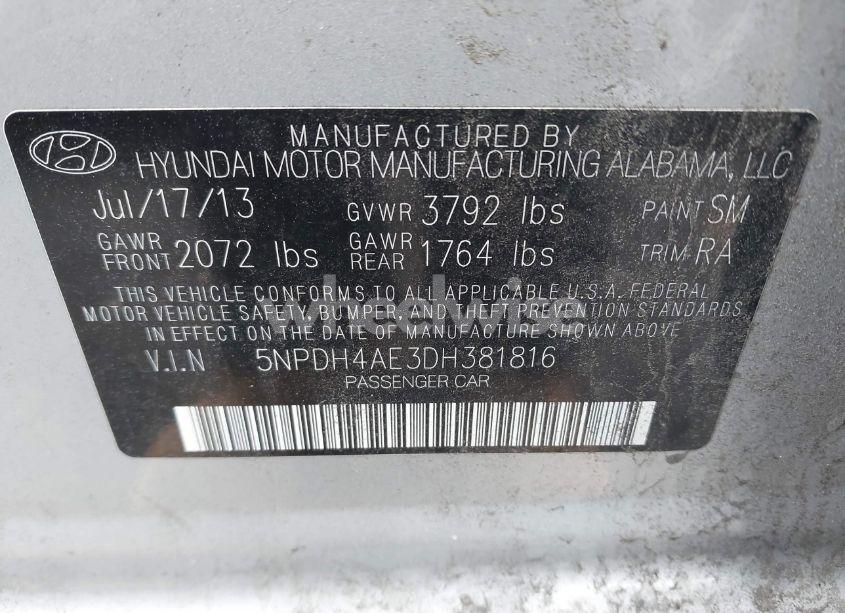 MANUFACTURED BY
HYUNDAI MOTOR MANUFACTURING ALABAMA, LLC
Jul/17/13 GVWR 3792 lbs PAINT SM
GAWR FRONT 2072 lbs GAWR REAR 1764 lbs TRIM RA
THIS VEHICLE CONFORMS TO ALL APPLICABLE U.S.A. FEDERAL
MOTOR VEHICLE SAFETY, BUMPER, AND THEFT PREVENTION STANDARDS
IN EFFECT ON THE DATE OF MANUFACTURE SHOWN ABOVE
V.I.N 5NPDH4AE3DH381816
PASSENGER CAR